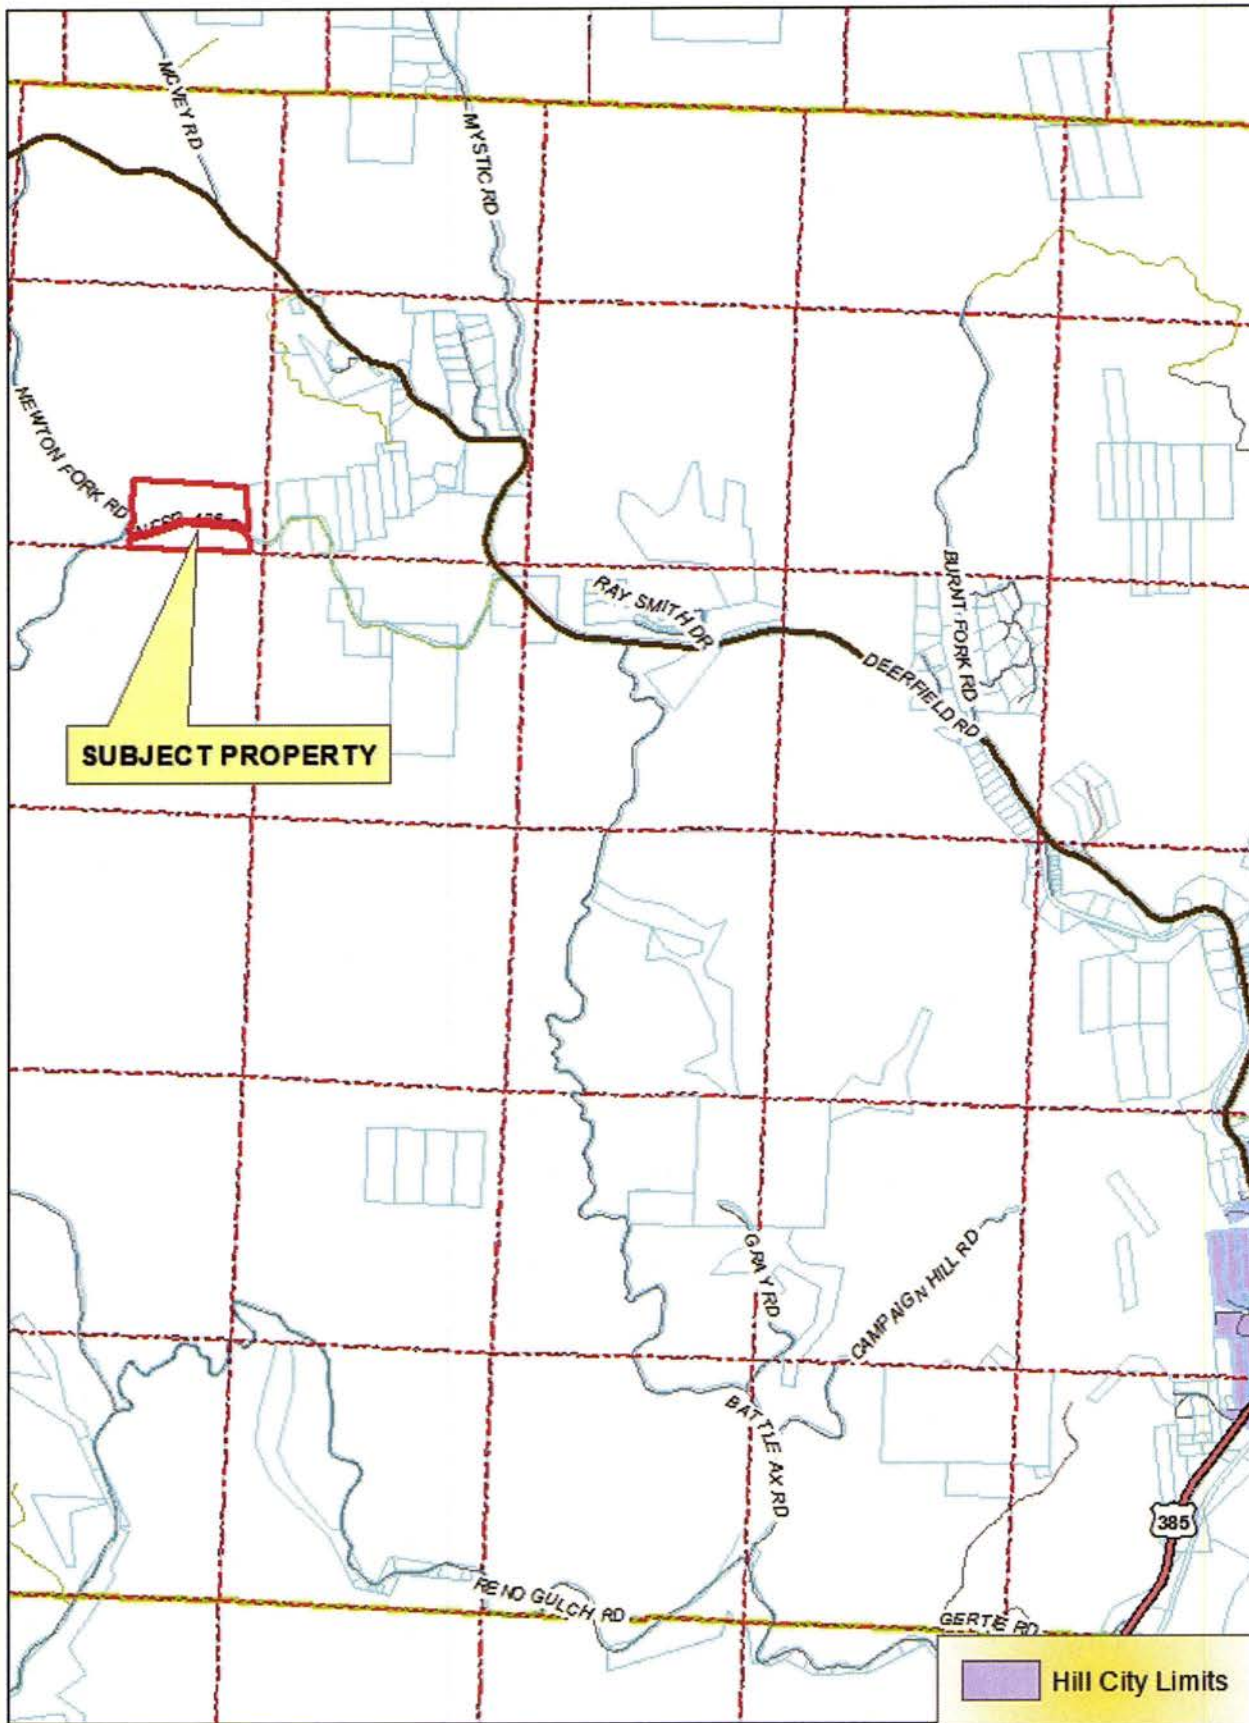 MCVEY RD
MYSTIC RD
NEWTON FORK RD
RAY SMITH DR
BURNT FORK RD
DEERFIELD RD
SUBJECT PROPERTY
GRAY RD
CAMPAIGN HILL RD
BATTLE AX RD
385
RENO GULCH RD
GERTIE RD
Hill City Limits